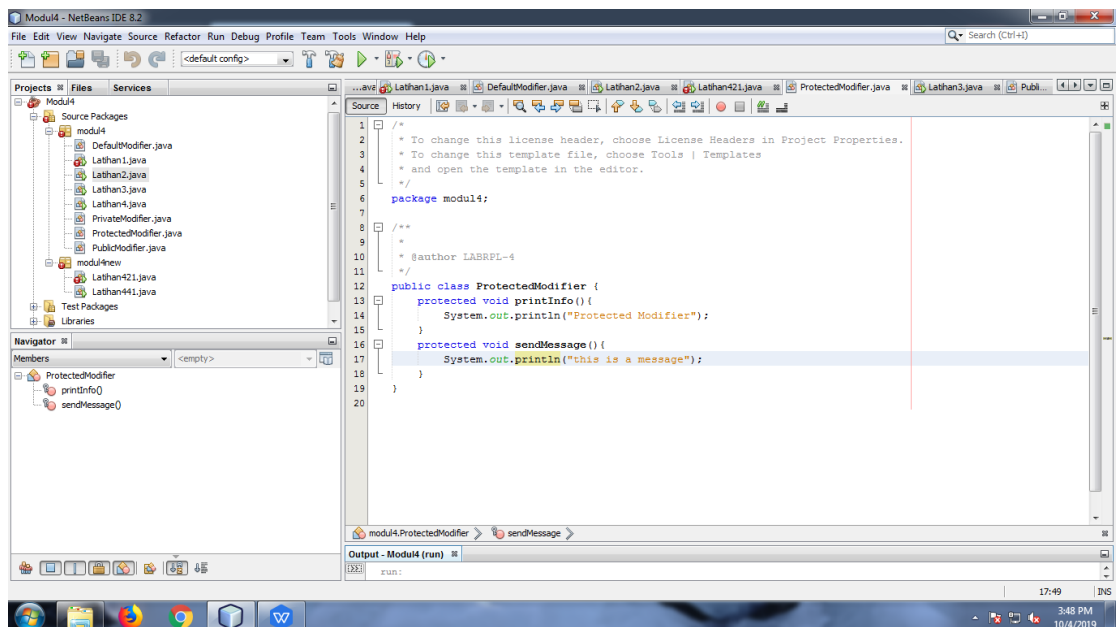 Modul4 - NetBeans IDE 8.2
File Edit View Navigate Source Refactor Run Debug Profile Team Tools Window Help
Search (Ctrl+I)
<default config>
Projects Files Services
Modul4
Source Packages
modul4
DefaultModifier.java
Latihan1.java
Latihan2.java
Latihan3.java
Latihan4.java
PrivateModifier.java
ProtectedModifier.java
PublicModifier.java
modul4new
Latihan421.java
Latihan441.java
Test Packages
Libraries
Navigator
Members <empty>
ProtectedModifier
printInfo()
sendMessage()
...ava Latihan1.java DefaultModifier.java Latihan2.java Latihan421.java ProtectedModifier.java Latihan3.java Publi...
Source History
1 /*
2 * To change this license header, choose License Headers in Project Properties.
3 * To change this template file, choose Tools | Templates
4 * and open the template in the editor.
5 */
6 package modul4;
7
8 /**
9 *
10 * @author LABRPL-4
11 */
12 public class ProtectedModifier {
13 protected void printInfo(){
14 System.out.println("Protected Modifier");
15 }
16 protected void sendMessage(){
17 System.out.println("this is a message");
18 }
19 }
20
modul4.ProtectedModifier sendMessage
Output - Modul4 (run)
run:
17:49 INS
3:48 PM
10/4/2019